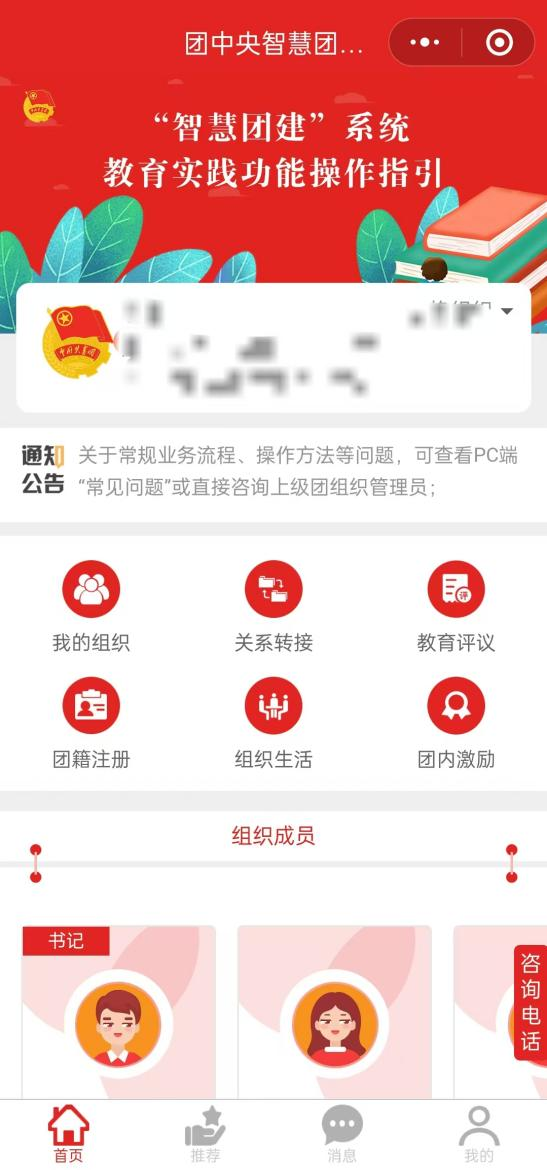 团中央智慧团...
“智慧团建”系统
教育实践功能操作指引
通知
公告
关于常规业务流程、操作方法等问题，可查看PC端
“常见问题”或直接咨询上级团组织管理员；
我的组织
关系转接
教育评议
团籍注册
组织生活
团内激励
组织成员
书记
咨询电话
首页
推荐
消息
我的